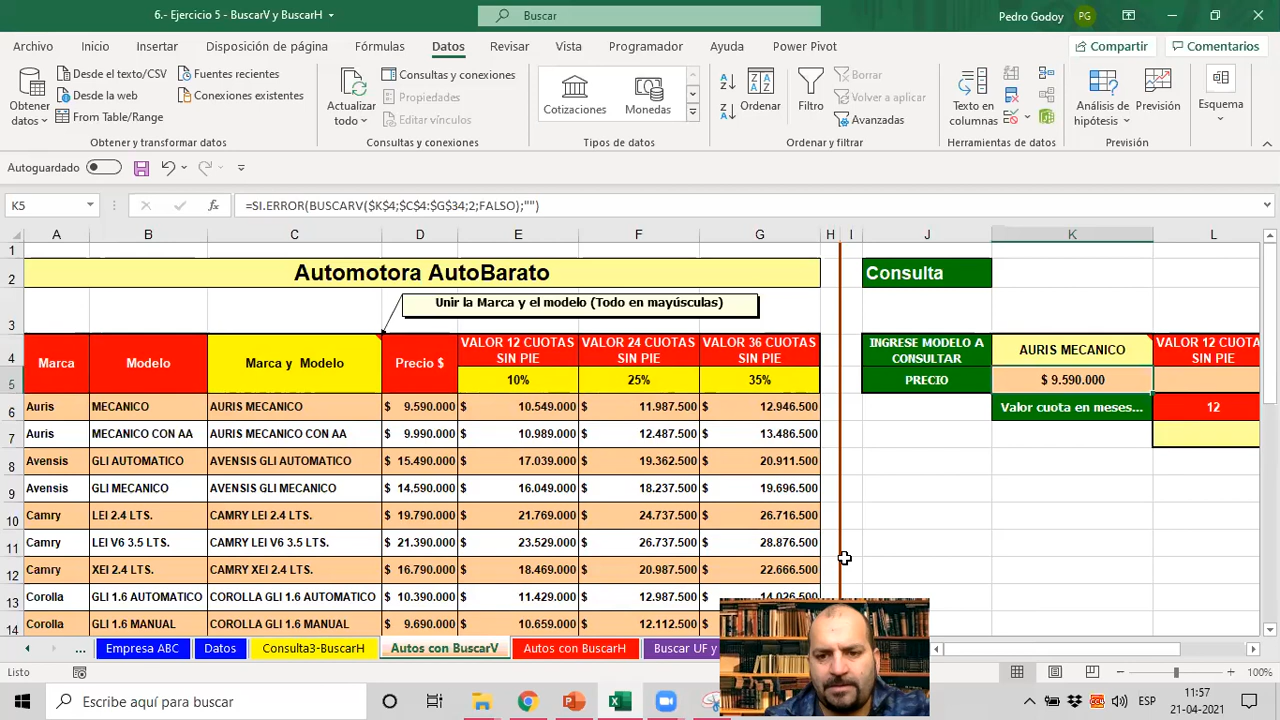 6.- Ejercicio 5 - BuscarV y BuscarH
Buscar
Pedro Godoy
PG
Archivo Inicio Insertar Disposición de página Fórmulas Datos Revisar Vista Programador Ayuda Power Pivot
Compartir
Comentarios
Obtener datos
Desde el texto/CSV
Desde la web
From Table/Range
Fuentes recientes
Conexiones existentes
Obtener y transformar datos
Actualizar todo
Consultas y conexiones
Propiedades
Editar vínculos
Consultas y conexiones
Cotizaciones
Monedas
Tipos de datos
Ordenar
Filtro
Borrar
Volver a aplicar
Avanzadas
Ordenar y filtrar
Texto en columnas
Herramientas de datos
Análisis de hipótesis
Previsión
Previsión
Esquema
Autoguardado
K5
=SI.ERROR(BUSCARV($K$4;$C$4:$G$34;2;FALSO);"")
A B C D E F G H I J K L
1
2 Automotora AutoBarato Consulta
3 Unir la Marca y el modelo (Todo en mayúsculas)
4 Marca Modelo Marca y Modelo Precio $ VALOR 12 CUOTAS SIN PIE VALOR 24 CUOTAS SIN PIE VALOR 36 CUOTAS SIN PIE INGRESE MODELO A CONSULTAR AURIS MECANICO VALOR 12 CUOTAS SIN PIE
5 10% 25% 35% PRECIO $ 9.590.000
6 Auris MECANICO AURIS MECANICO $ 9.590.000 $ 10.549.000 $ 11.987.500 $ 12.946.500 Valor cuota en meses... 12
7 Auris MECANICO CON AA AURIS MECANICO CON AA $ 9.990.000 $ 10.989.000 $ 12.487.500 $ 13.486.500
8 Avensis GLI AUTOMATICO AVENSIS GLI AUTOMATICO $ 15.490.000 $ 17.039.000 $ 19.362.500 $ 20.911.500
9 Avensis GLI MECANICO AVENSIS GLI MECANICO $ 14.590.000 $ 16.049.000 $ 18.237.500 $ 19.696.500
10 Camry LEI 2.4 LTS. CAMRY LEI 2.4 LTS. $ 19.790.000 $ 21.769.000 $ 24.737.500 $ 26.716.500
11 Camry LEI V6 3.5 LTS. CAMRY LEI V6 3.5 LTS. $ 21.390.000 $ 23.529.000 $ 26.737.500 $ 28.876.500
12 Camry XEI 2.4 LTS. CAMRY XEI 2.4 LTS. $ 16.790.000 $ 18.469.000 $ 20.987.500 $ 22.666.500
13 Corolla GLI 1.6 AUTOMATICO COROLLA GLI 1.6 AUTOMATICO $ 10.390.000 $ 11.429.000 $ 12.987.500 $ 14.026.500
14 Corolla GLI 1.6 MANUAL COROLLA GLI 1.6 MANUAL $ 9.690.000 $ 10.659.000 $ 12.112.500 $
... Empresa ABC Datos Consulta3-BuscarH Autos con BuscarV Autos con BuscarH Buscar UF y
Listo
100%
Escribe aquí para buscar
ESP
11:57
21-04-2021